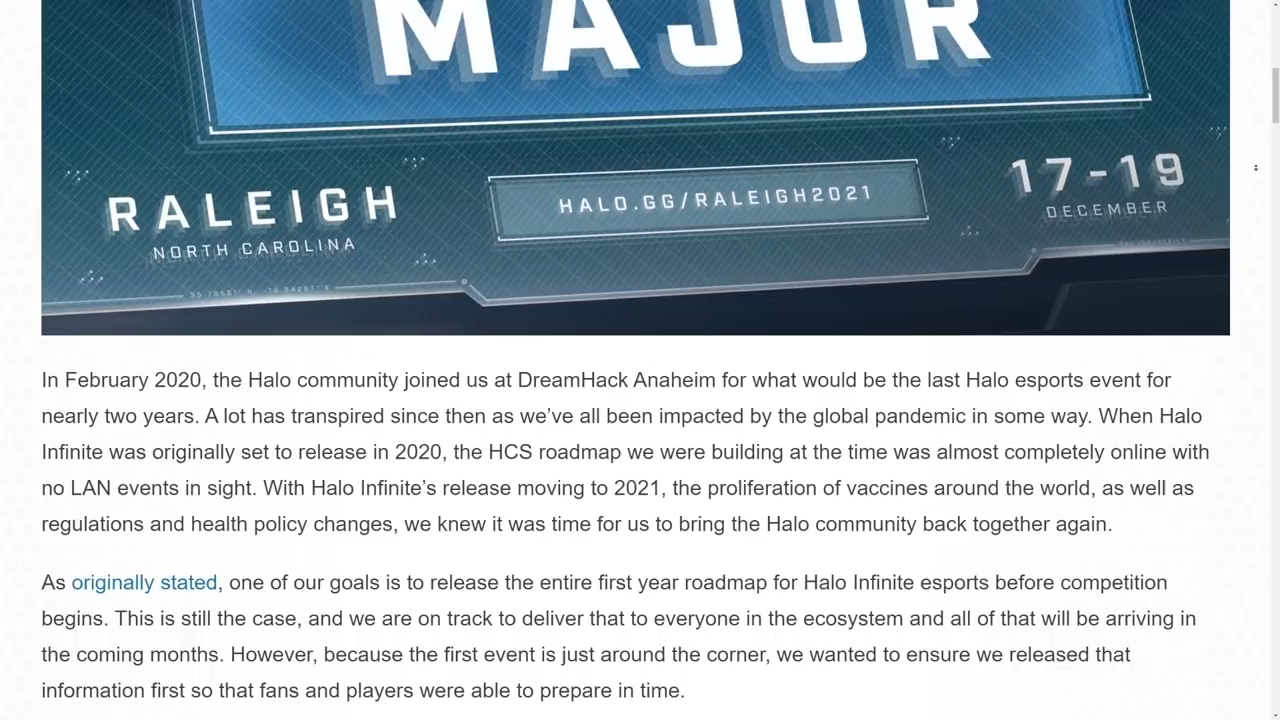 MAJOR
RALEIGH
NORTH CAROLINA
HALO.GG/RALEIGH2021
17-19
DECEMBER
In February 2020, the Halo community joined us at DreamHack Anaheim for what would be the last Halo esports event for
nearly two years. A lot has transpired since then as we’ve all been impacted by the global pandemic in some way. When Halo
Infinite was originally set to release in 2020, the HCS roadmap we were building at the time was almost completely online with
no LAN events in sight. With Halo Infinite’s release moving to 2021, the proliferation of vaccines around the world, as well as
regulations and health policy changes, we knew it was time for us to bring the Halo community back together again.
As originally stated, one of our goals is to release the entire first year roadmap for Halo Infinite esports before competition
begins. This is still the case, and we are on track to deliver that to everyone in the ecosystem and all of that will be arriving in
the coming months. However, because the first event is just around the corner, we wanted to ensure we released that
information first so that fans and players were able to prepare in time.